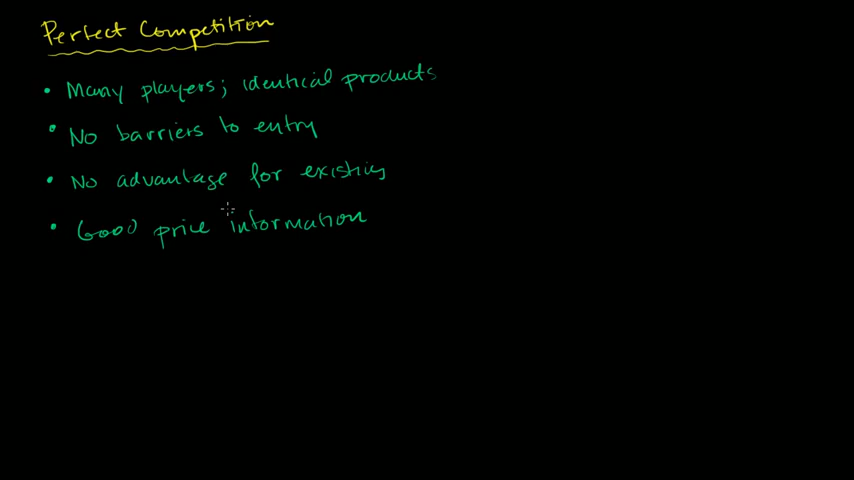 Perfect Competition
• Many players; identical products
• No barriers to entry
• No advantage for existing
• Good price information